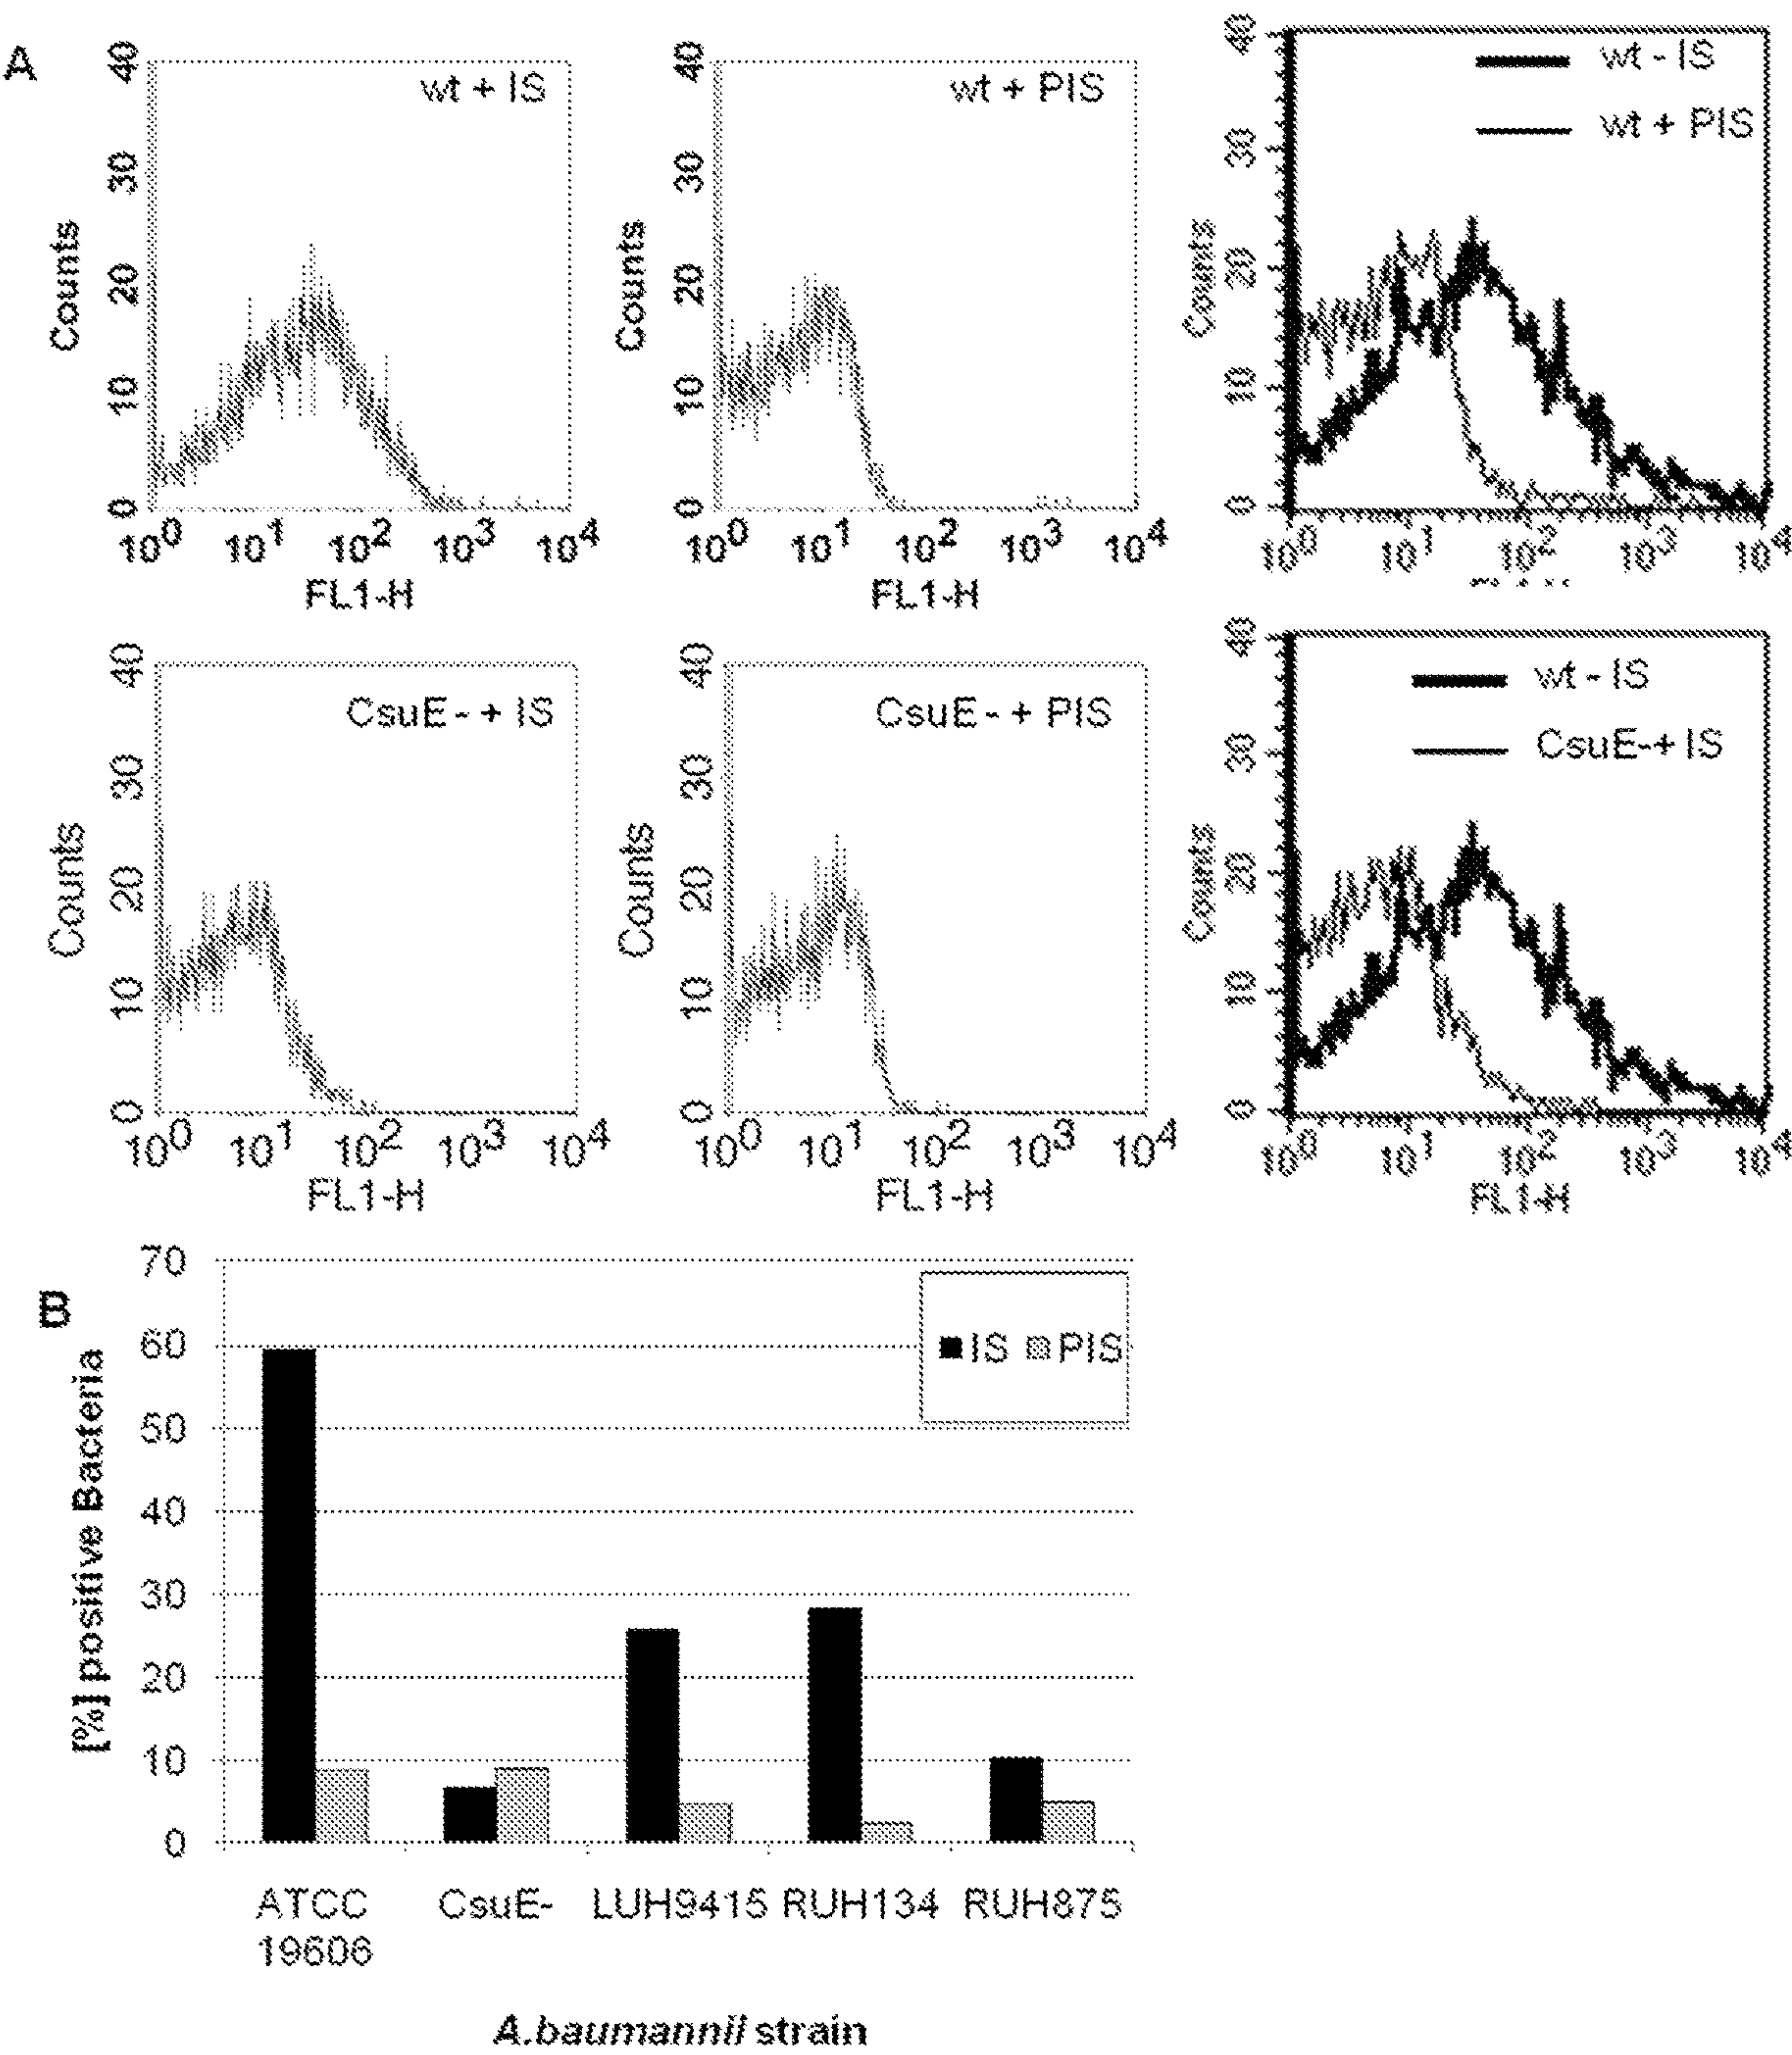 A
wt + IS
40
30
20
10
0
Counts
10^0 10^1 10^2 10^3 10^4
FL1-H
wt + PIS
40
30
20
10
0
Counts
10^0 10^1 10^2 10^3 10^4
FL1-H
wt - IS
wt + PIS
40
30
20
10
0
Counts
10^0 10^1 10^2 10^3 10^4
CsuE- + IS
40
30
20
10
0
Counts
10^0 10^1 10^2 10^3 10^4
FL1-H
CsuE- + PIS
40
30
20
10
0
Counts
10^0 10^1 10^2 10^3 10^4
FL1-H
wt - IS
CsuE-+ IS
40
30
20
10
0
Counts
10^0 10^1 10^2 10^3 10^4
FL1-H
B
70
60
50
40
30
20
10
0
[%] positive Bacteria
IS PIS
ATCC 19606
CsuE-
LUH9415
RUH134
RUH875
A.baumannii strain